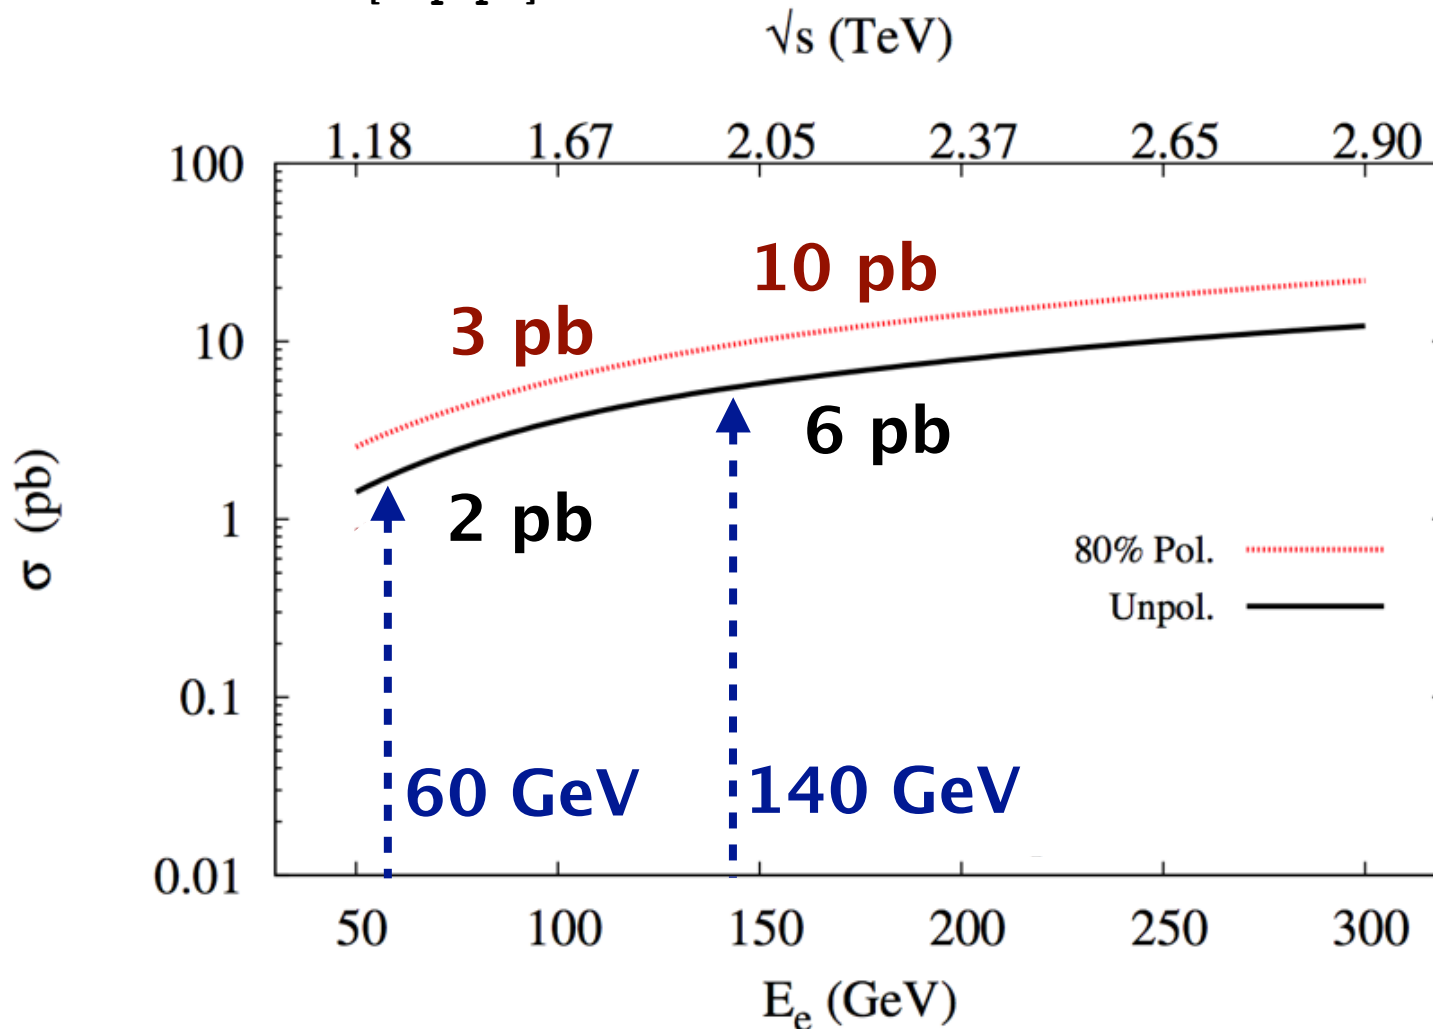 √s (TeV)
1.18 1.67 2.05 2.37 2.65 2.90
100
10 pb
3 pb
10
6 pb
2 pb
1
σ (pb)
80% Pol.
Unpol.
0.1
60 GeV 140 GeV
0.01
50 100 150 200 250 300
Eₑ (GeV)